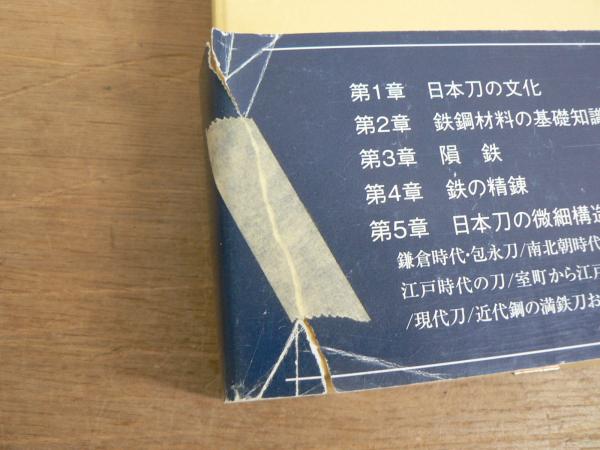 第1章 日本刀の文化
第2章 鉄鋼材料の基礎知識
第3章 隕鉄
第4章 鉄の精錬
第5章 日本刀の微細構造
鎌倉時代・包永刀/南北朝時代
江戸時代の刀/室町から江戸
/現代刀/近代鋼の満鉄刀お